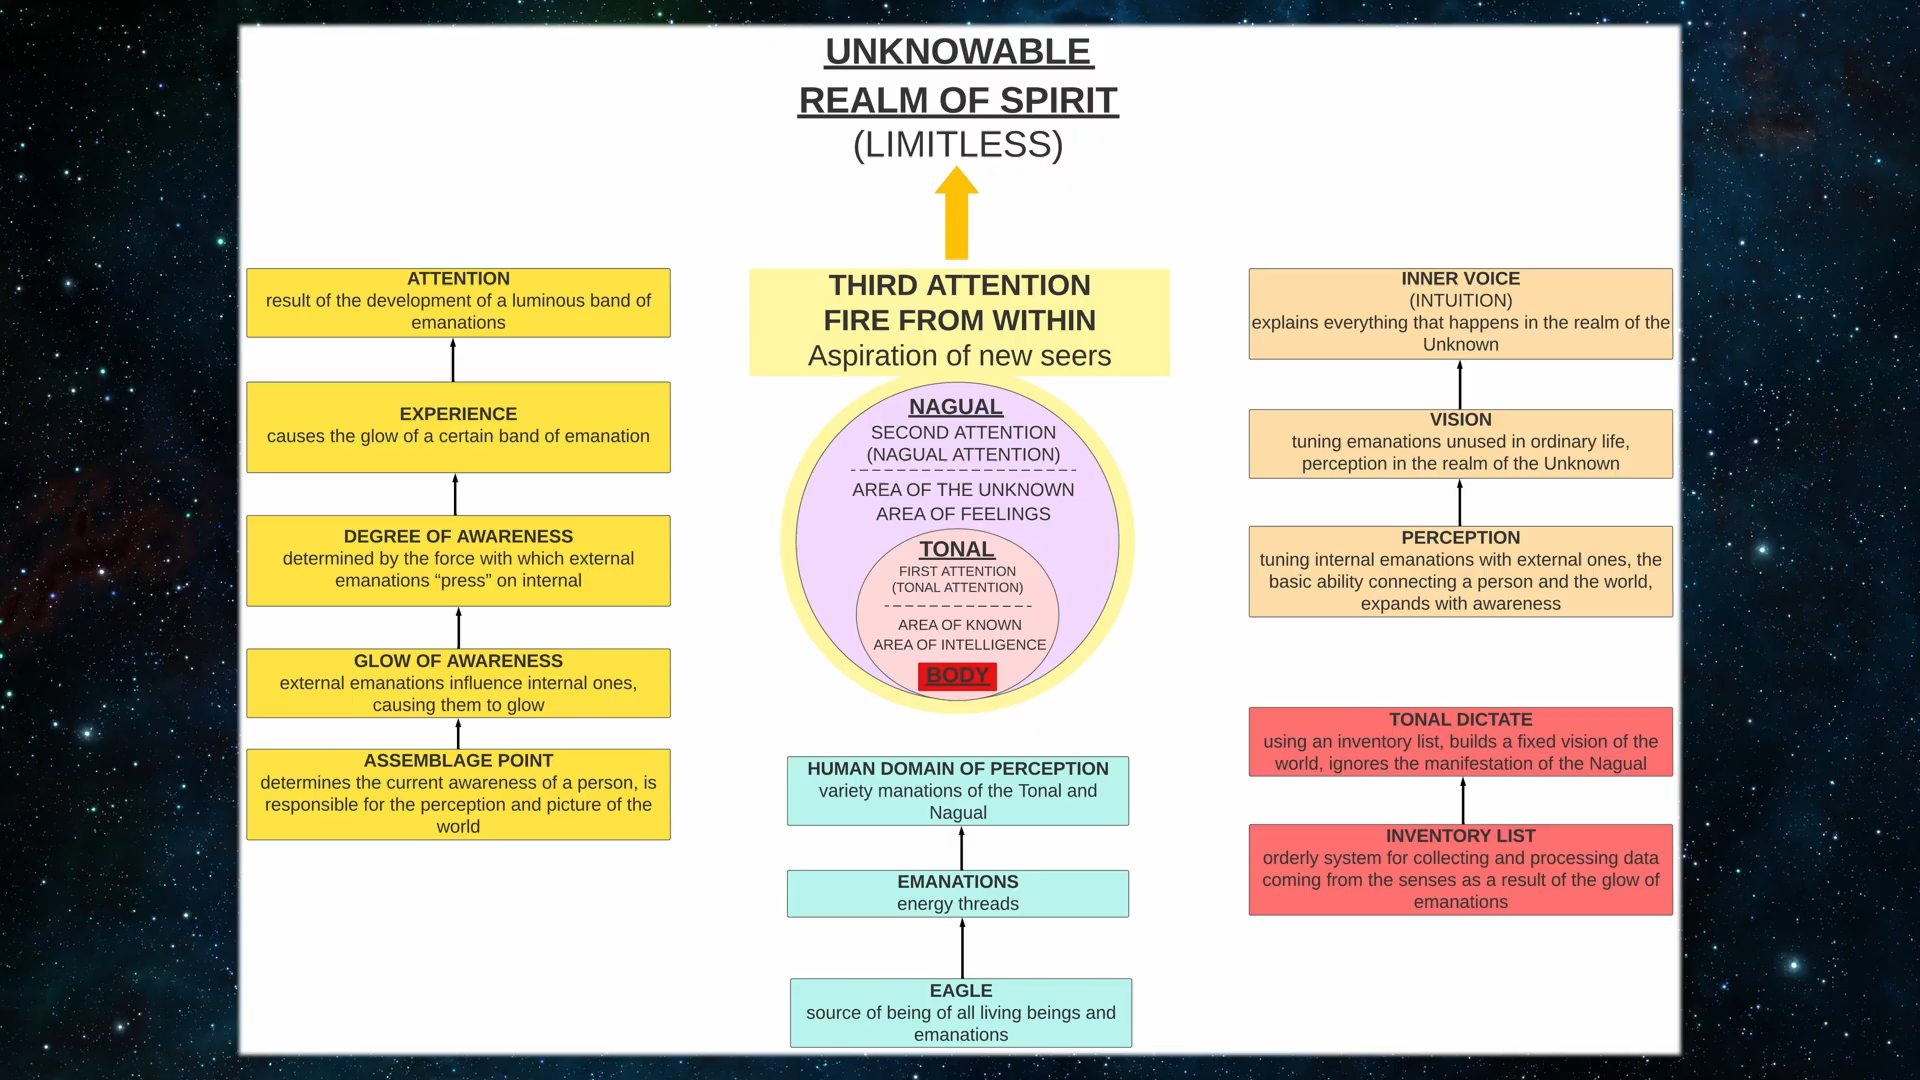 UNKNOWABLE
REALM OF SPIRIT
(LIMITLESS)
ATTENTION
result of the development of a luminous band of
emanations
EXPERIENCE
causes the glow of a certain band of emanation
DEGREE OF AWARENESS
determined by the force with which external
emanations “press” on internal
GLOW OF AWARENESS
external emanations influence internal ones,
causing them to glow
ASSEMBLAGE POINT
determines the current awareness of a person, is
responsible for the perception and picture of the
world
THIRD ATTENTION
FIRE FROM WITHIN
Aspiration of new seers
NAGUAL
SECOND ATTENTION
(NAGUAL ATTENTION)
AREA OF THE UNKNOWN
AREA OF FEELINGS
TONAL
FIRST ATTENTION
(TONAL ATTENTION)
AREA OF KNOWN
AREA OF INTELLIGENCE
BODY
HUMAN DOMAIN OF PERCEPTION
variety manations of the Tonal and
Nagual
EMANATIONS
energy threads
EAGLE
source of being of all living beings and
emanations
INNER VOICE
(INTUITION)
explains everything that happens in the realm of the
Unknown
VISION
tuning emanations unused in ordinary life,
perception in the realm of the Unknown
PERCEPTION
tuning internal emanations with external ones, the
basic ability connecting a person and the world,
expands with awareness
TONAL DICTATE
using an inventory list, builds a fixed vision of the
world, ignores the manifestation of the Nagual
INVENTORY LIST
orderly system for collecting and processing data
coming from the senses as a result of the glow of
emanations